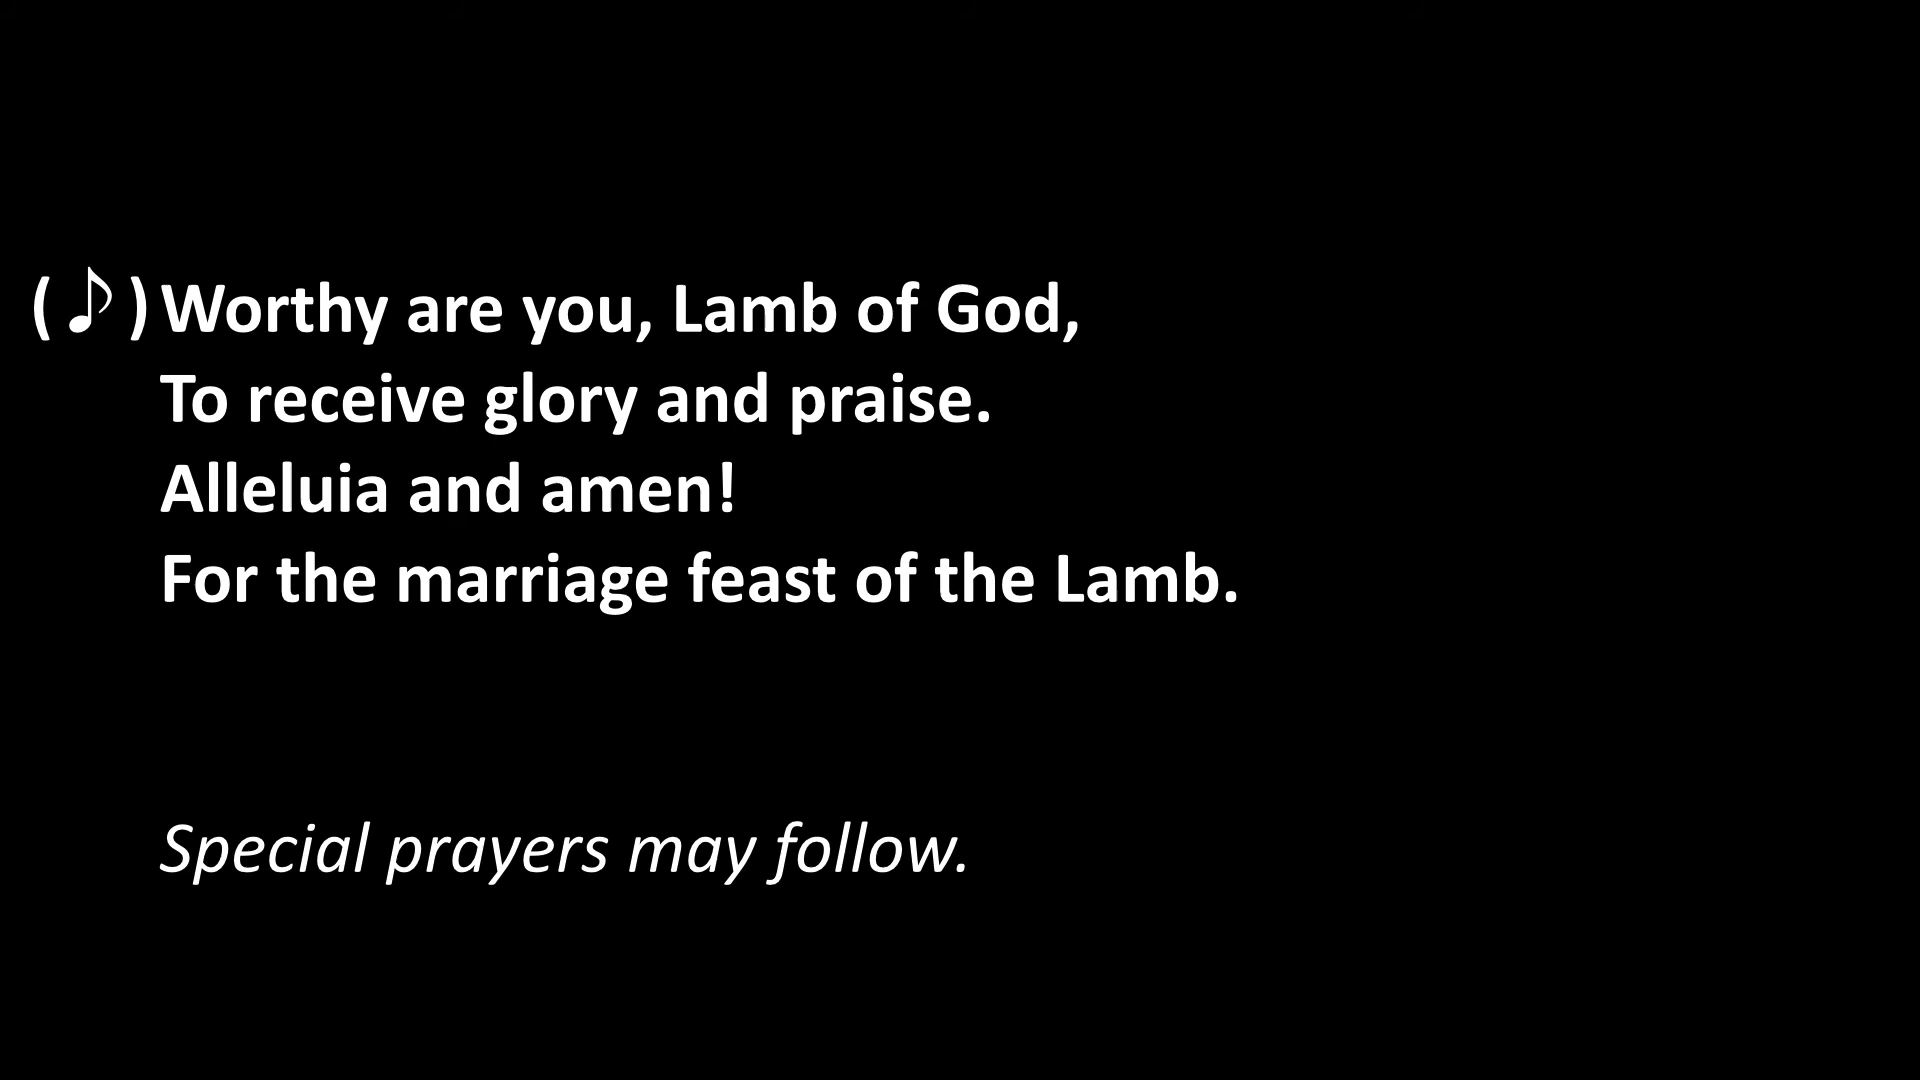 (♪) Worthy are you, Lamb of God,
To receive glory and praise.
Alleluia and amen!
For the marriage feast of the Lamb.
Special prayers may follow.